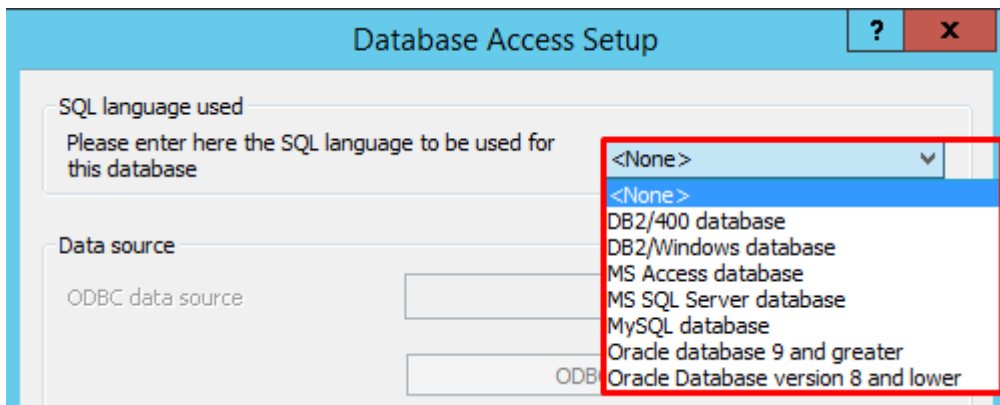 Database Access Setup
?
x
SQL language used
Please enter here the SQL language to be used for
this database
<None>
<None>
DB2/400 database
DB2/Windows database
MS Access database
MS SQL Server database
MySQL database
Oracle database 9 and greater
Oracle Database version 8 and lower
Data source
ODBC data source